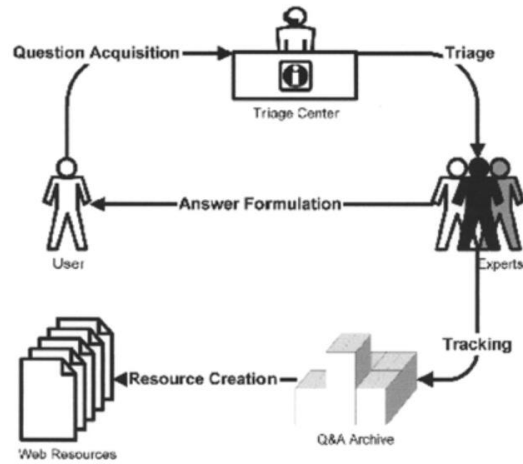 Question Acquisition
Triage
Triage Center
Answer Formulation
User
Experts
Tracking
Resource Creation
Q&A Archive
Web Resources